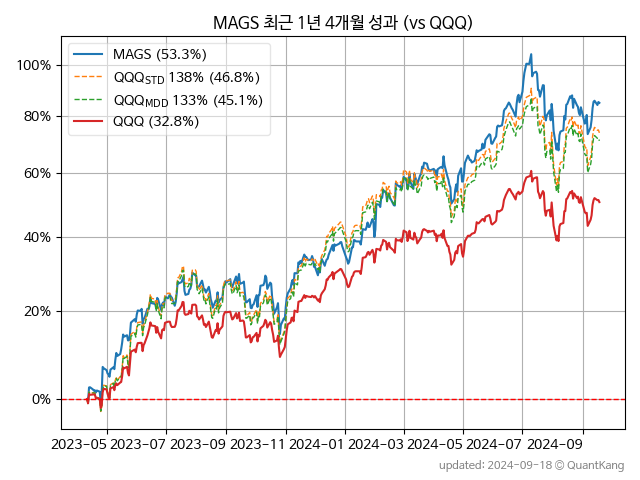 MAGS 최근 1년 4개월 성과 (vs QQQ)
MAGS (53.3%)
QQQSTD 138% (46.8%)
QQQMDD 133% (45.1%)
QQQ (32.8%)
100%
80%
60%
40%
20%
0%
2023-05 2023-07 2023-09 2023-11 2024-01 2024-03 2024-05 2024-07 2024-09
updated: 2024-09-18 © QuantKang